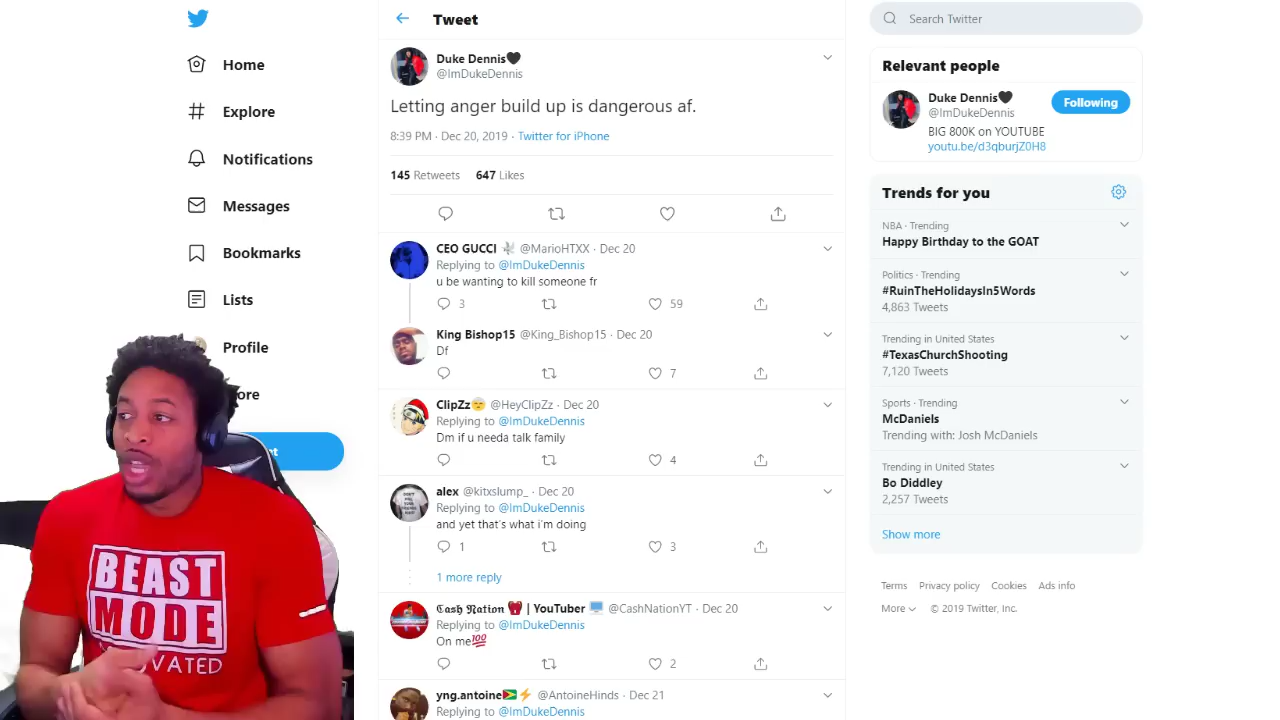 Home
Explore
Notifications
Messages
Bookmarks
Lists
Profile
ore
t
BEAST
MODE
VATED
Tweet
Duke Dennis🖤
@ImDukeDennis
Letting anger build up is dangerous af.
8:39 PM · Dec 20, 2019 · Twitter for iPhone
145 Retweets 647 Likes
CEO GUCCI @MarioHTXX · Dec 20
Replying to @ImDukeDennis
u be wanting to kill someone fr
3 59
King Bishop15 @King_Bishop15 · Dec 20
Df
7
ClipZz😇 @HeyClipZz · Dec 20
Replying to @ImDukeDennis
Dm if u needa talk family
4
alex @kitxslump_ · Dec 20
Replying to @ImDukeDennis
and yet that's what i'm doing
1 3
1 more reply
𝕮𝖆𝖘𝖍 𝕹𝖆𝖙𝖎𝖔𝖓 | YouTuber 🖥️ @CashNationYT · Dec 20
Replying to @ImDukeDennis
On me💯
2
yng.antoine🇬🇾⚡ @AntoineHinds · Dec 21
Replying to @ImDukeDennis
Search Twitter
Relevant people
Duke Dennis🖤
@ImDukeDennis
Following
BIG 800K on YOUTUBE
youtu.be/d3qburjZ0H8
Trends for you
NBA · Trending
Happy Birthday to the GOAT
Politics · Trending
#RuinTheHolidaysIn5Words
4,863 Tweets
Trending in United States
#TexasChurchShooting
7,120 Tweets
Sports · Trending
McDaniels
Trending with: Josh McDaniels
Trending in United States
Bo Diddley
2,257 Tweets
Show more
Terms Privacy policy Cookies Ads info
More © 2019 Twitter, Inc.